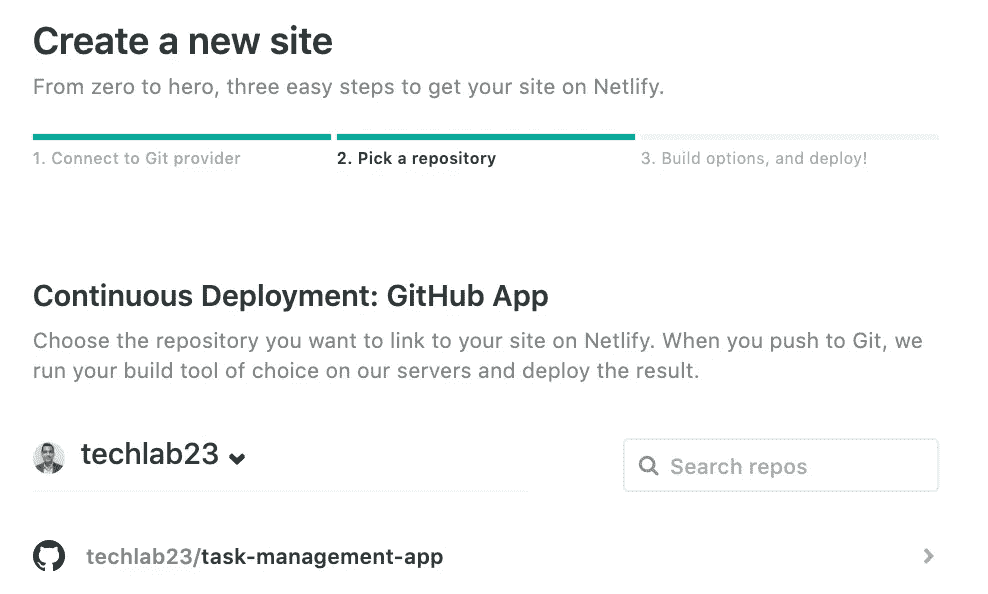 Create a new site
From zero to hero, three easy steps to get your site on Netlify.
1. Connect to Git provider
2. Pick a repository
3. Build options, and deploy!
Continuous Deployment: GitHub App
Choose the repository you want to link to your site on Netlify. When you push to Git, we
run your build tool of choice on our servers and deploy the result.
techlab23
Search repos
techlab23/task-management-app